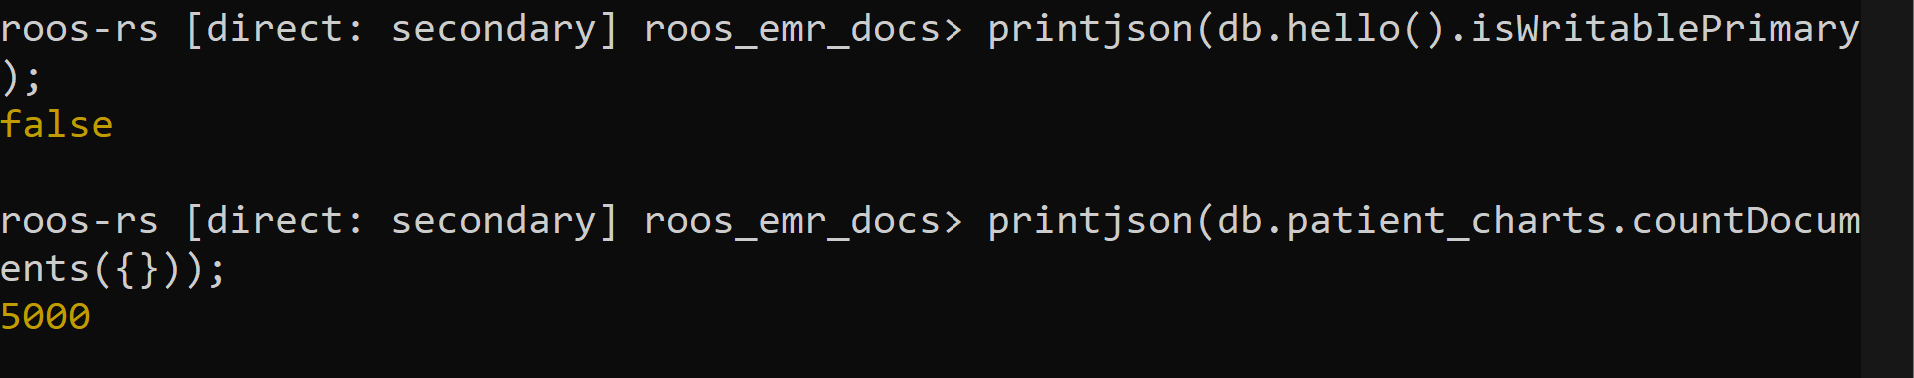 roos-rs [direct: secondary] roos_emr_docs> printjson(db.hello().isWritablePrimary
);
false
roos-rs [direct: secondary] roos_emr_docs> printjson(db.patient_charts.countDocum
ents({}));
5000